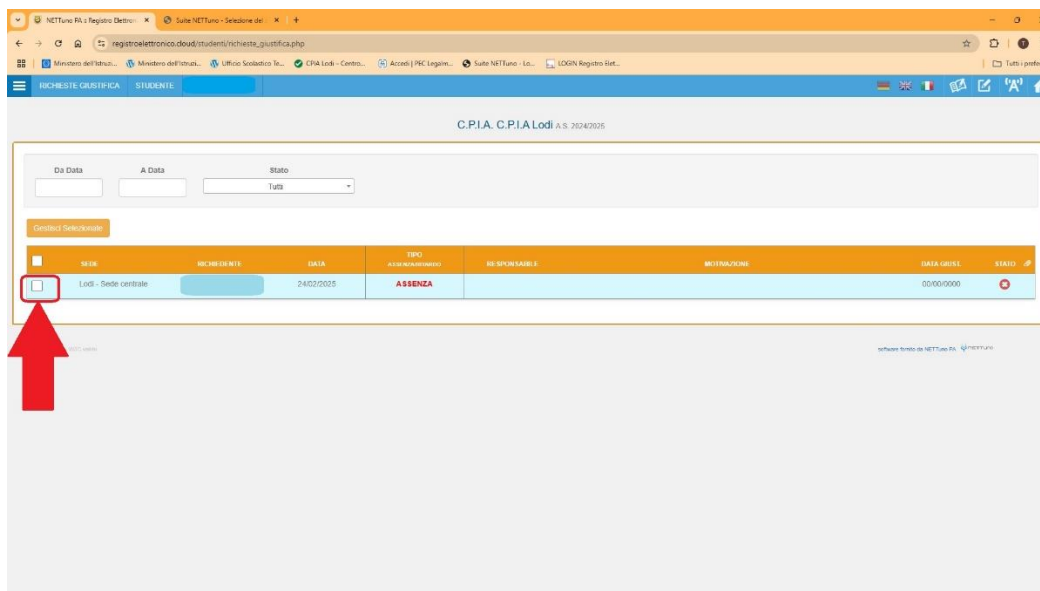 NETTuno PA : Registro Elettron
Suite NETTuno - Selezione del
registroelettronico.cloud/studenti/richieste_giustifica.php
Ministero dell'Istruzi... Ministero dell'Istruzi... Ufficio Scolastico Te... CPIA Lodi – Centro... Accedi | PEC Legalm... Suite NETTuno - Lo... LOGIN Registro Elet... Tutti i prefe
RICHIESTE GIUSTIFICA STUDENTE
C.P.I.A. C.P.I.A Lodi A.S. 2024/2025
Da Data A Data Stato
Tutti
Gestisci Selezionate
SEDE RICHIEDENTE DATA TIPO RESPONSABILE MOTIVAZIONE DATA GIUST. STATO
ASSENZA/RITARDO
Lodi - Sede centrale 24/02/2025 ASSENZA 00/00/0000
software fornito da NETTuno PA NETTuno